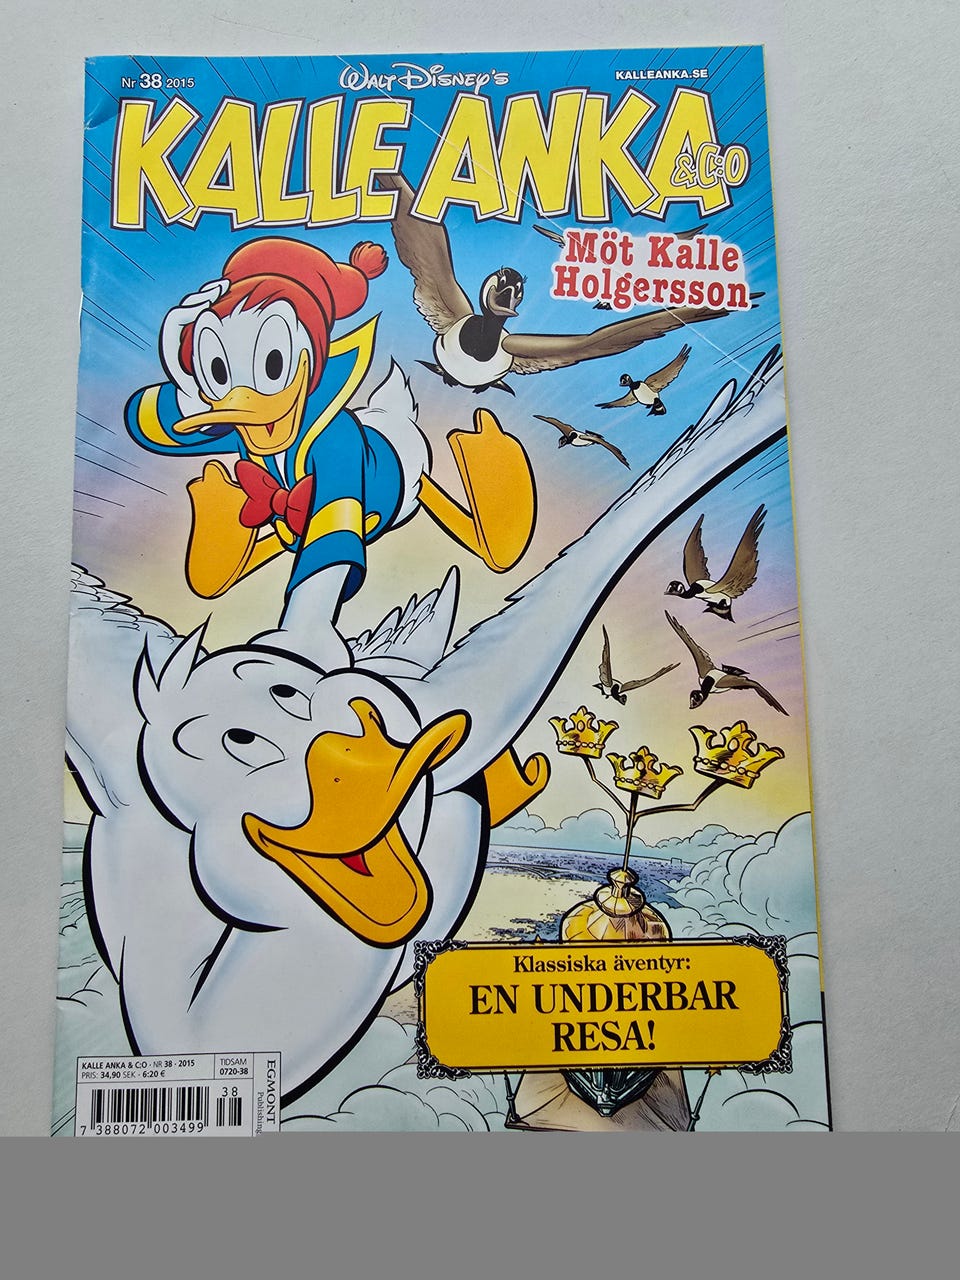 Nr 38 2015
WALT DISNEY'S
KALLEANKA.SE
KALLE ANKA
& C:O
Möt Kalle
Holgersson
Klassiska äventyr:
EN UNDERBAR
RESA!
KALLE ANKA & C:O · NR 38 · 2015
PRIS: 34,90 SEK · 6:20 €
TIDSAM
0720-38
38
7 388072 003499
EGMONT
Publishing